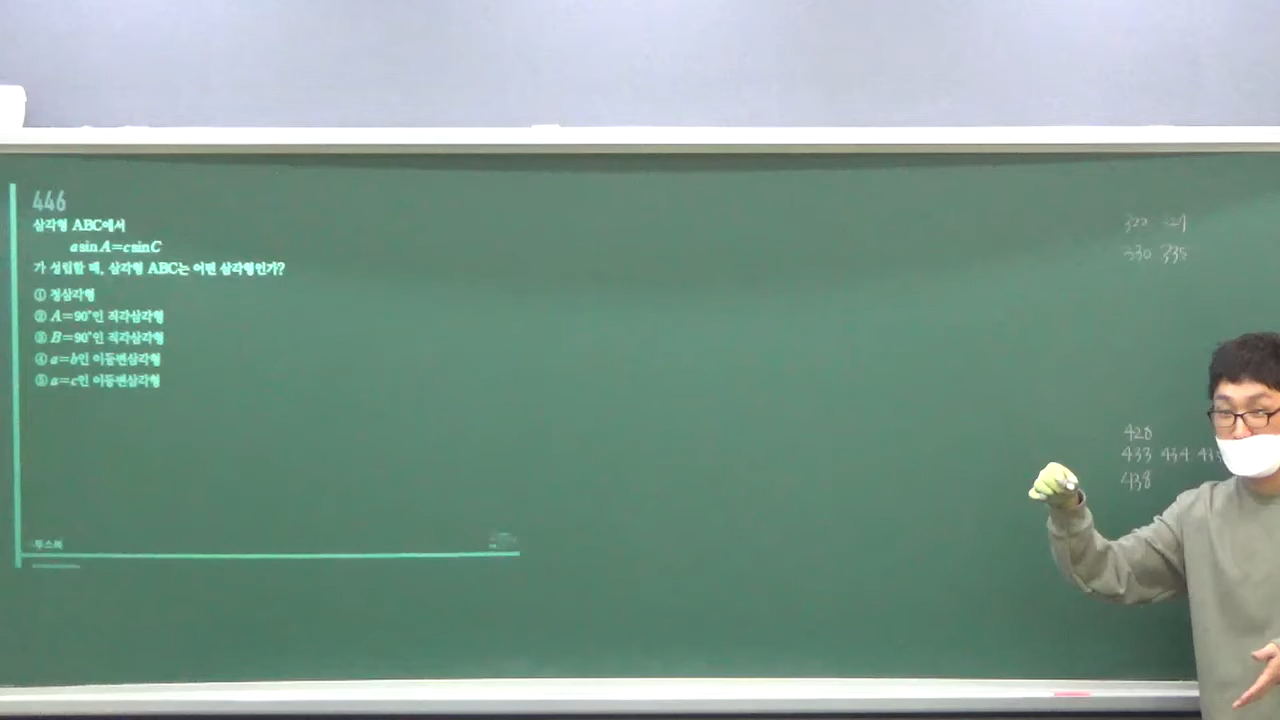 446
삼각형 ABC에서
a sin A=c sin C
가 성립할 때, 삼각형 ABC는 어떤 삼각형인가?
① 정삼각형
② A=90°인 직각삼각형
③ B=90°인 직각삼각형
④ a=b인 이등변삼각형
⑤ a=c인 이등변삼각형
330 335
428
433 434
438